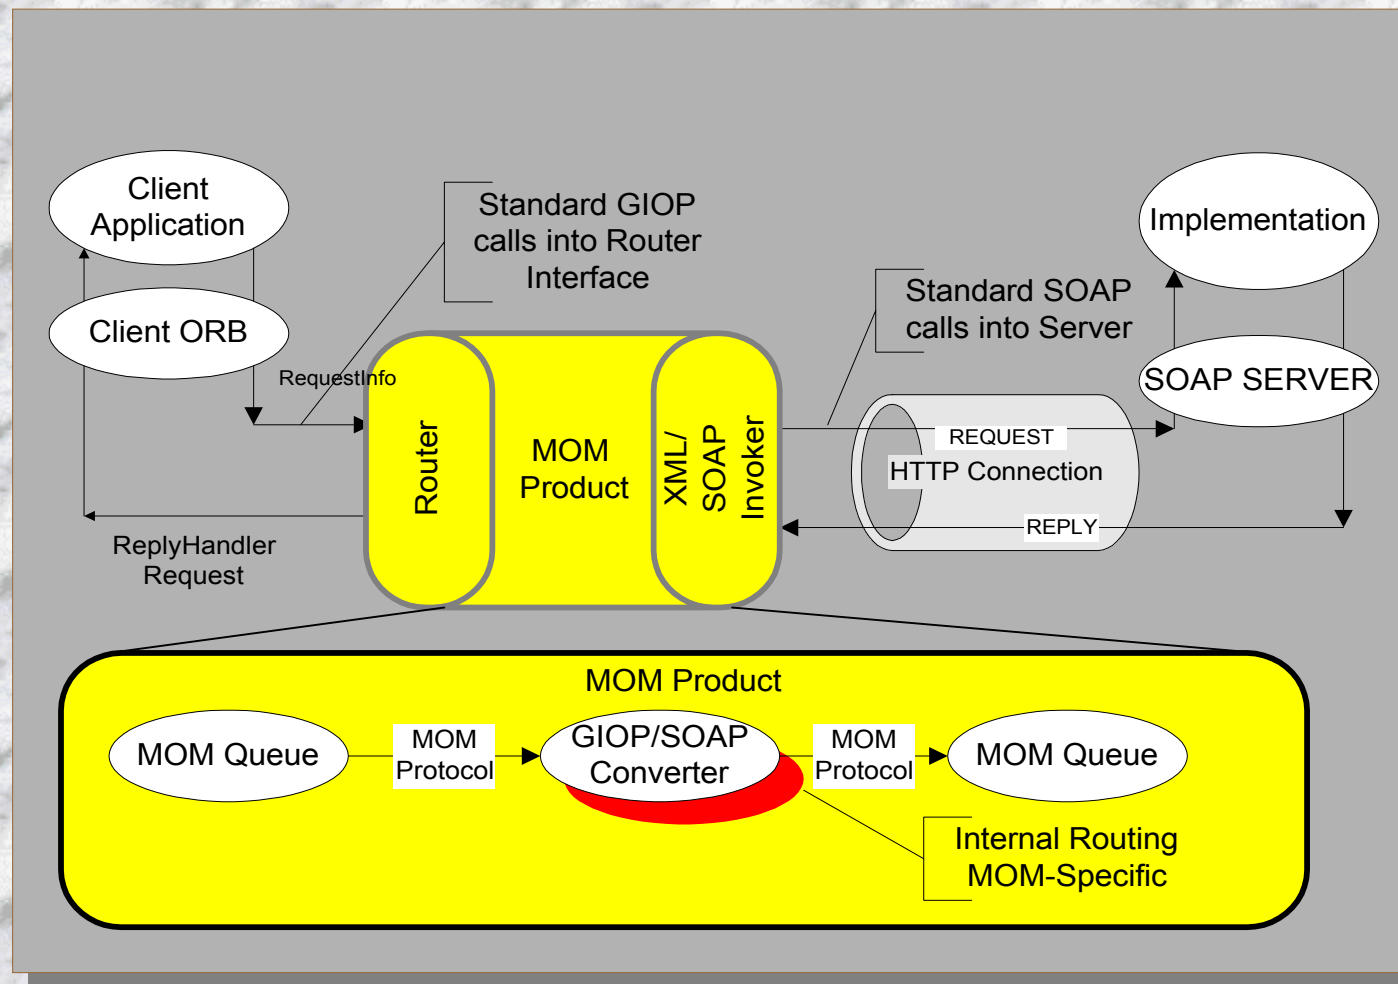 Client
Application
Client ORB
Standard GIOP
calls into Router
Interface
RequestInfo
ReplyHandler
Request
Router
MOM
Product
XML/
SOAP
Invoker
Standard SOAP
calls into Server
Implementation
SOAP SERVER
REQUEST
HTTP Connection
REPLY
MOM Product
MOM Queue
MOM
Protocol
GIOP/SOAP
Converter
MOM
Protocol
MOM Queue
Internal Routing
MOM-Specific